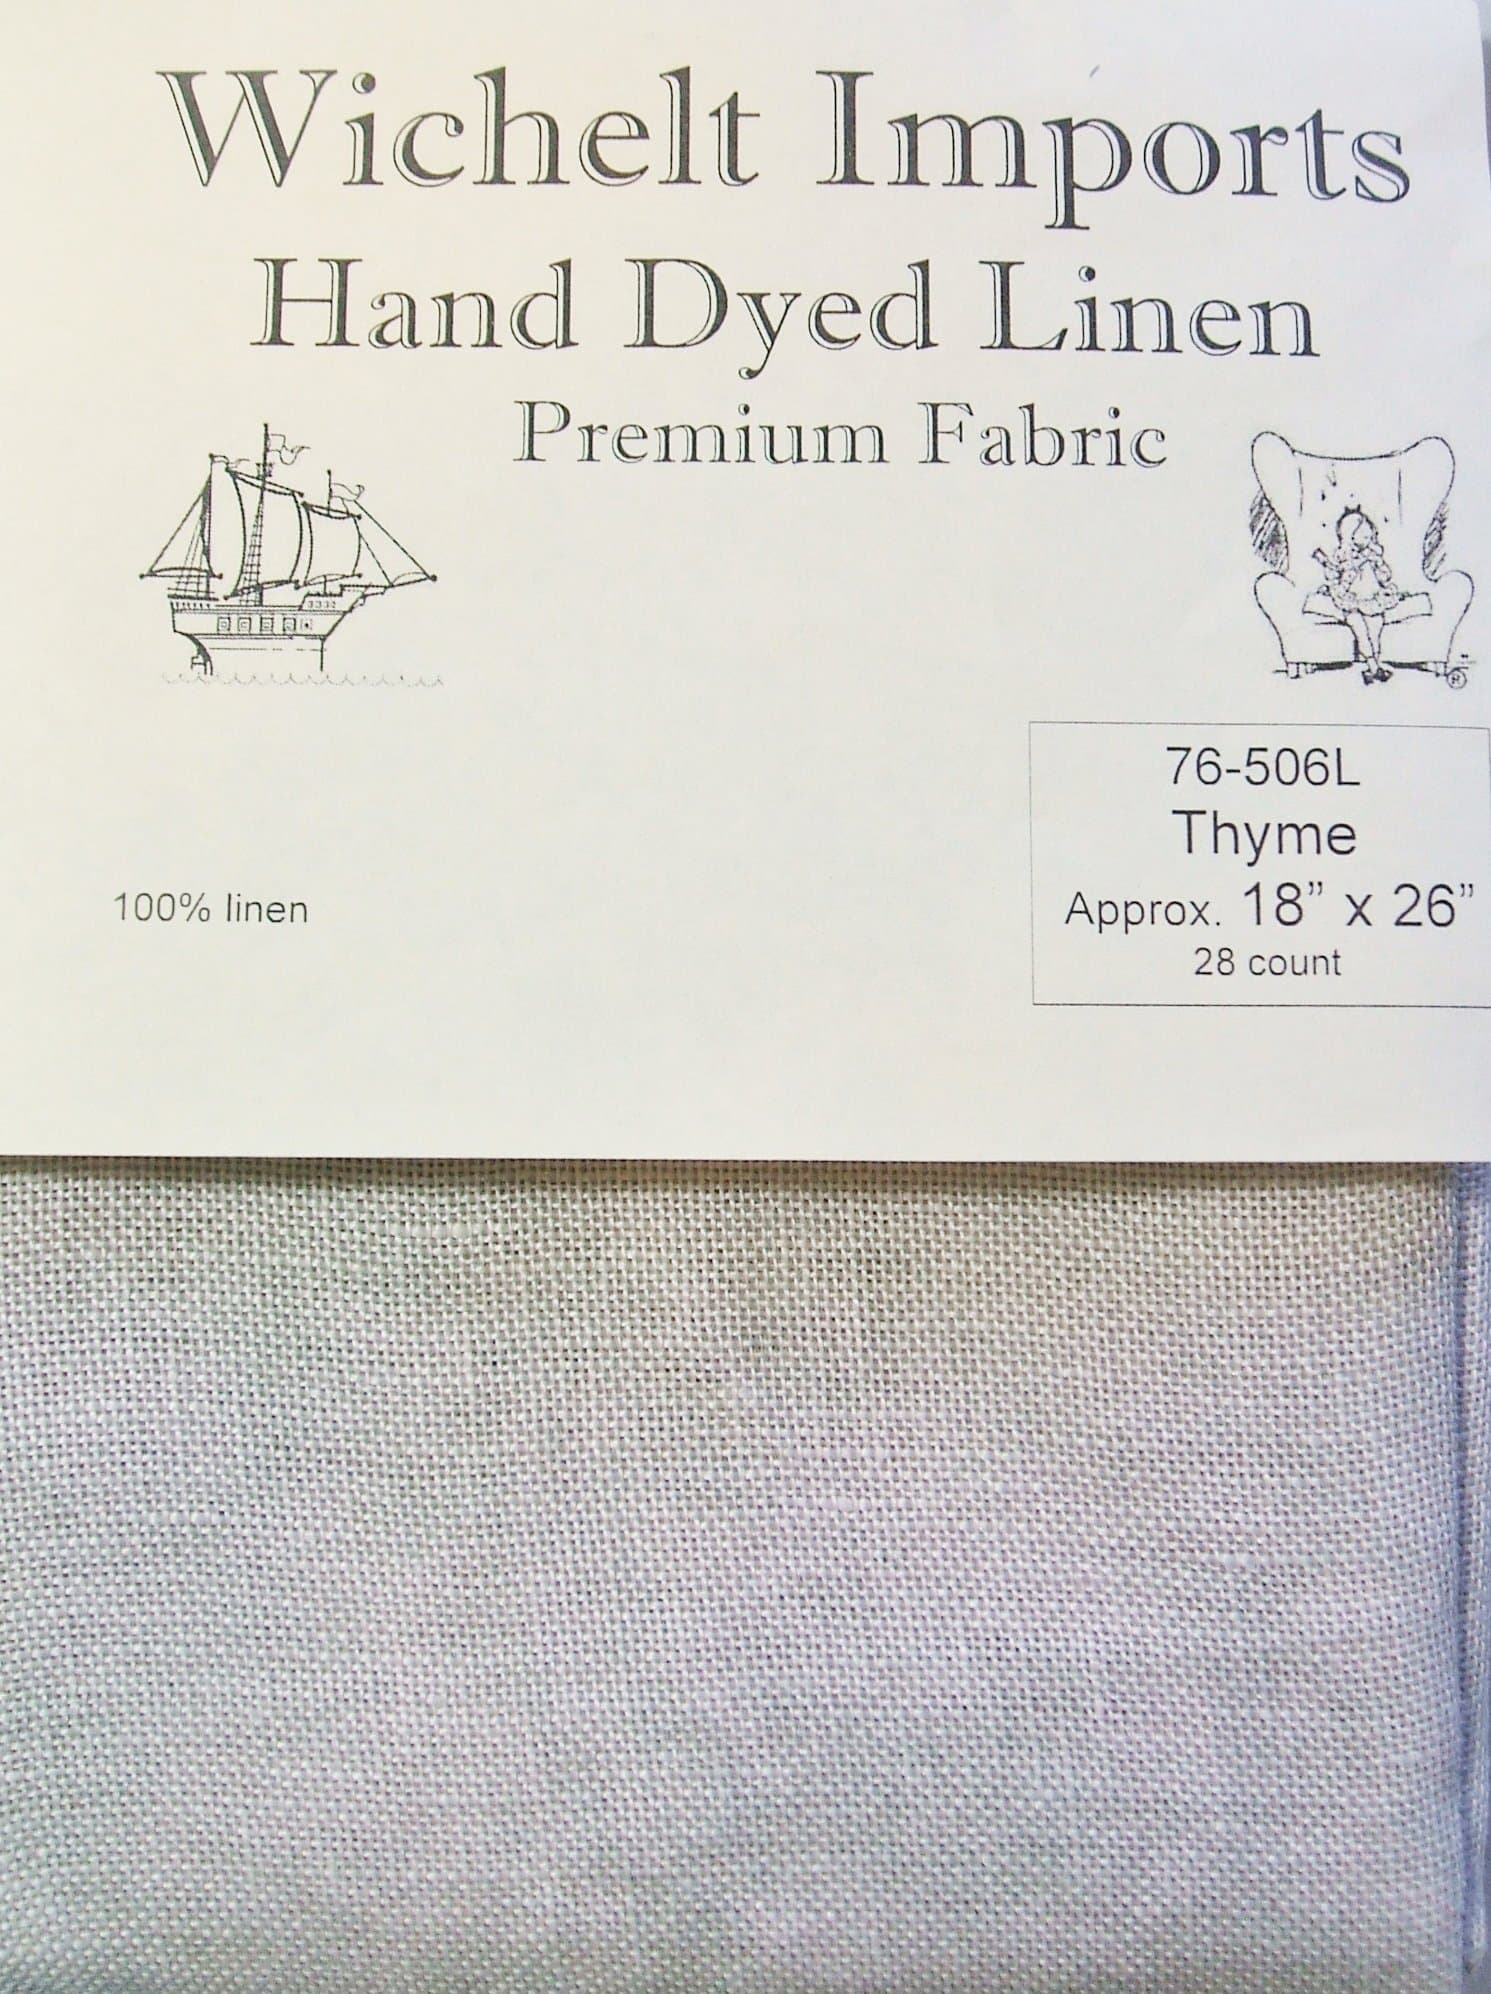 Wichelt Imports
Hand Dyed Linen
Premium Fabric
76-506L
Thyme
Approx. 18” x 26”
28 count
100% linen